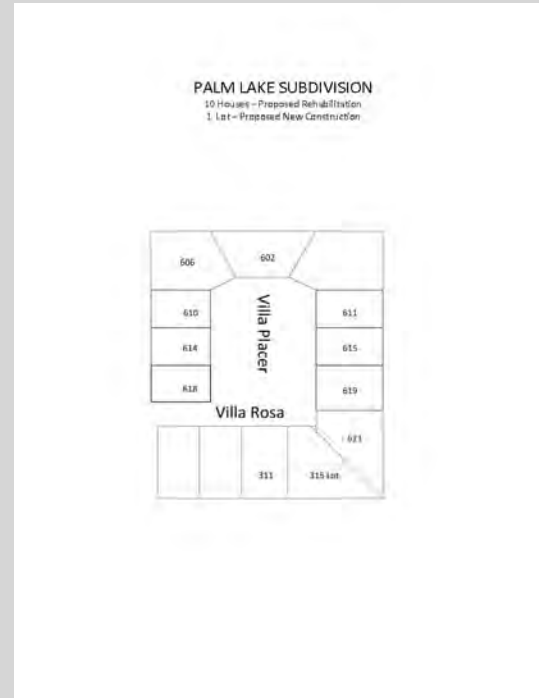 PALM LAKE SUBDIVISION
10 Houses – Proposed Rehabilitation
1 Lot – Proposed New Construction
606
602
610
611
Villa Placer
614
615
618
619
Villa Rosa
621
311
315 Lot